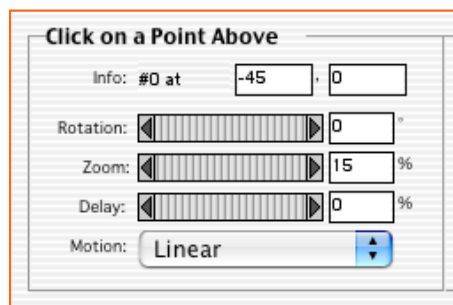 Click on a Point Above
Info: #0 at -45 , 0
Rotation: 0 °
Zoom: 15 %
Delay: 0 %
Motion: Linear